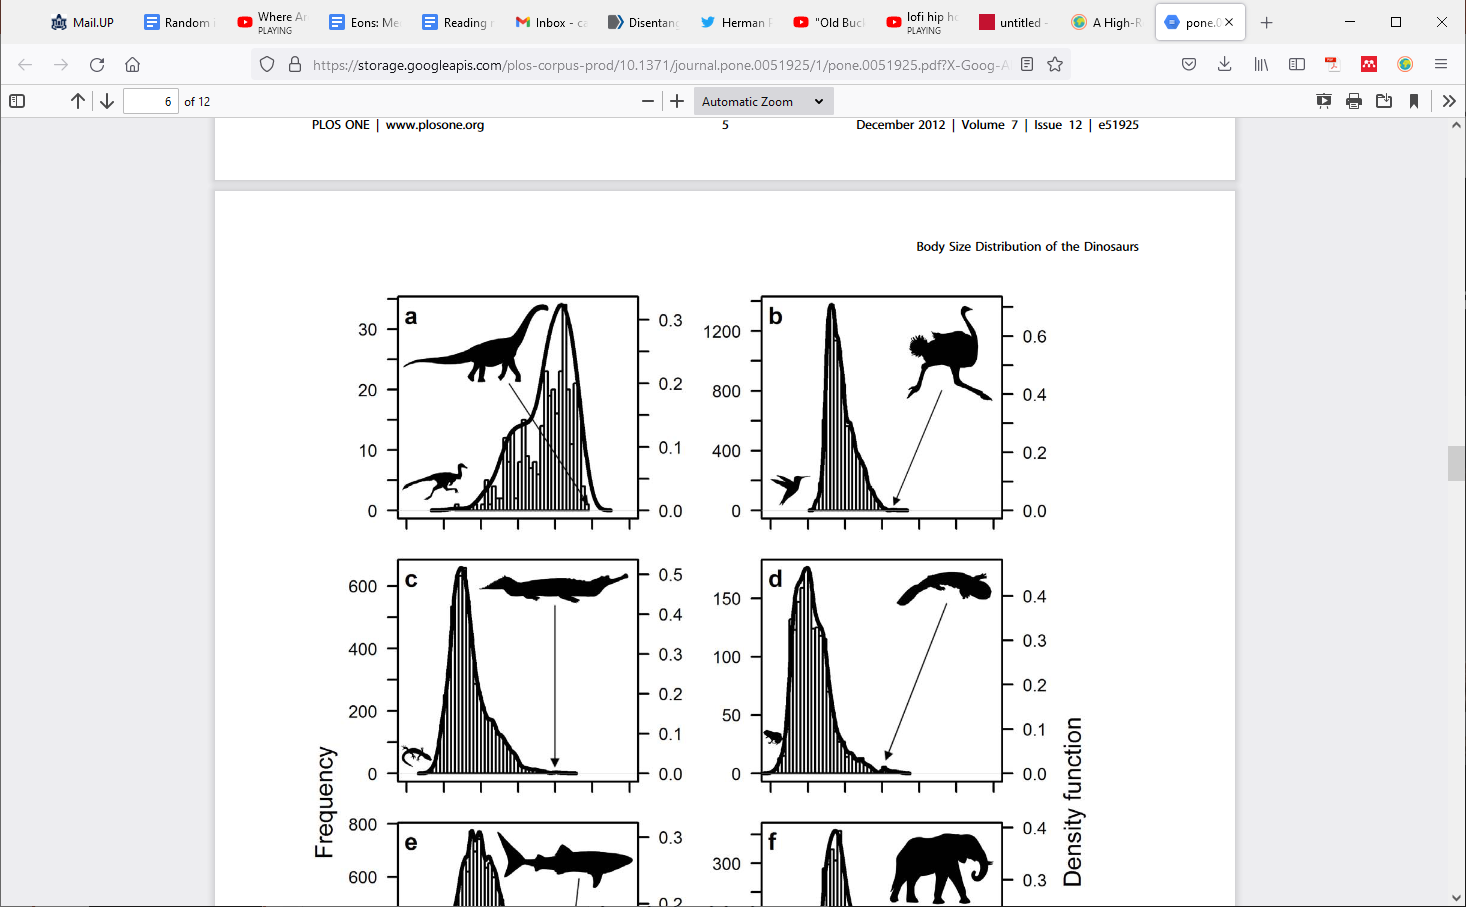 Mail.UP
Random
Where Ar
PLAYING
Eons: Me
Reading
Inbox - c
Disentang
Herman
"Old Buc
lofi hip h
PLAYING
untitled -
A High-R
pone.0
https://storage.googleapis.com/plos-corpus-prod/10.1371/journal.pone.0051925/1/pone.0051925.pdf?X-Goog-A
6 of 12
Automatic Zoom
PLOS ONE | www.plosone.org 5 December 2012 | Volume 7 | Issue 12 | e51925
Body Size Distribution of the Dinosaurs
a
30
20
10
0
0.3
0.2
0.1
0.0
b
1200
800
400
0
0.6
0.4
0.2
0.0
c
600
400
200
0
0.5
0.4
0.3
0.2
0.1
0.0
d
150
100
50
0
0.4
0.3
0.2
0.1
0.0
Frequency
Density function
e
800
600
0.3
f
300
0.4
0.3